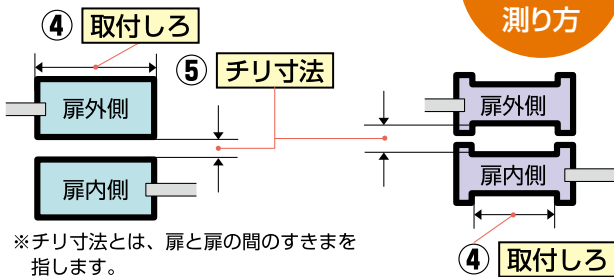 ④ 取付しろ
測り方
⑤ チリ寸法
扉外側
扉外側
扉内側
扉内側
※チリ寸法とは、扉と扉の間のすきまを
指します。
④ 取付しろ